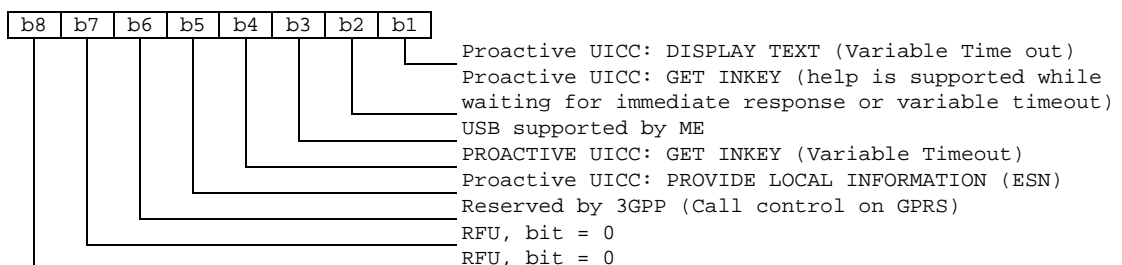 b8 b7 b6 b5 b4 b3 b2 b1
Proactive UICC: DISPLAY TEXT (Variable Time out)
Proactive UICC: GET INKEY (help is supported while
waiting for immediate response or variable timeout)
USB supported by ME
PROACTIVE UICC: GET INKEY (Variable Timeout)
Proactive UICC: PROVIDE LOCAL INFORMATION (ESN)
Reserved by 3GPP (Call control on GPRS)
RFU, bit = 0
RFU, bit = 0